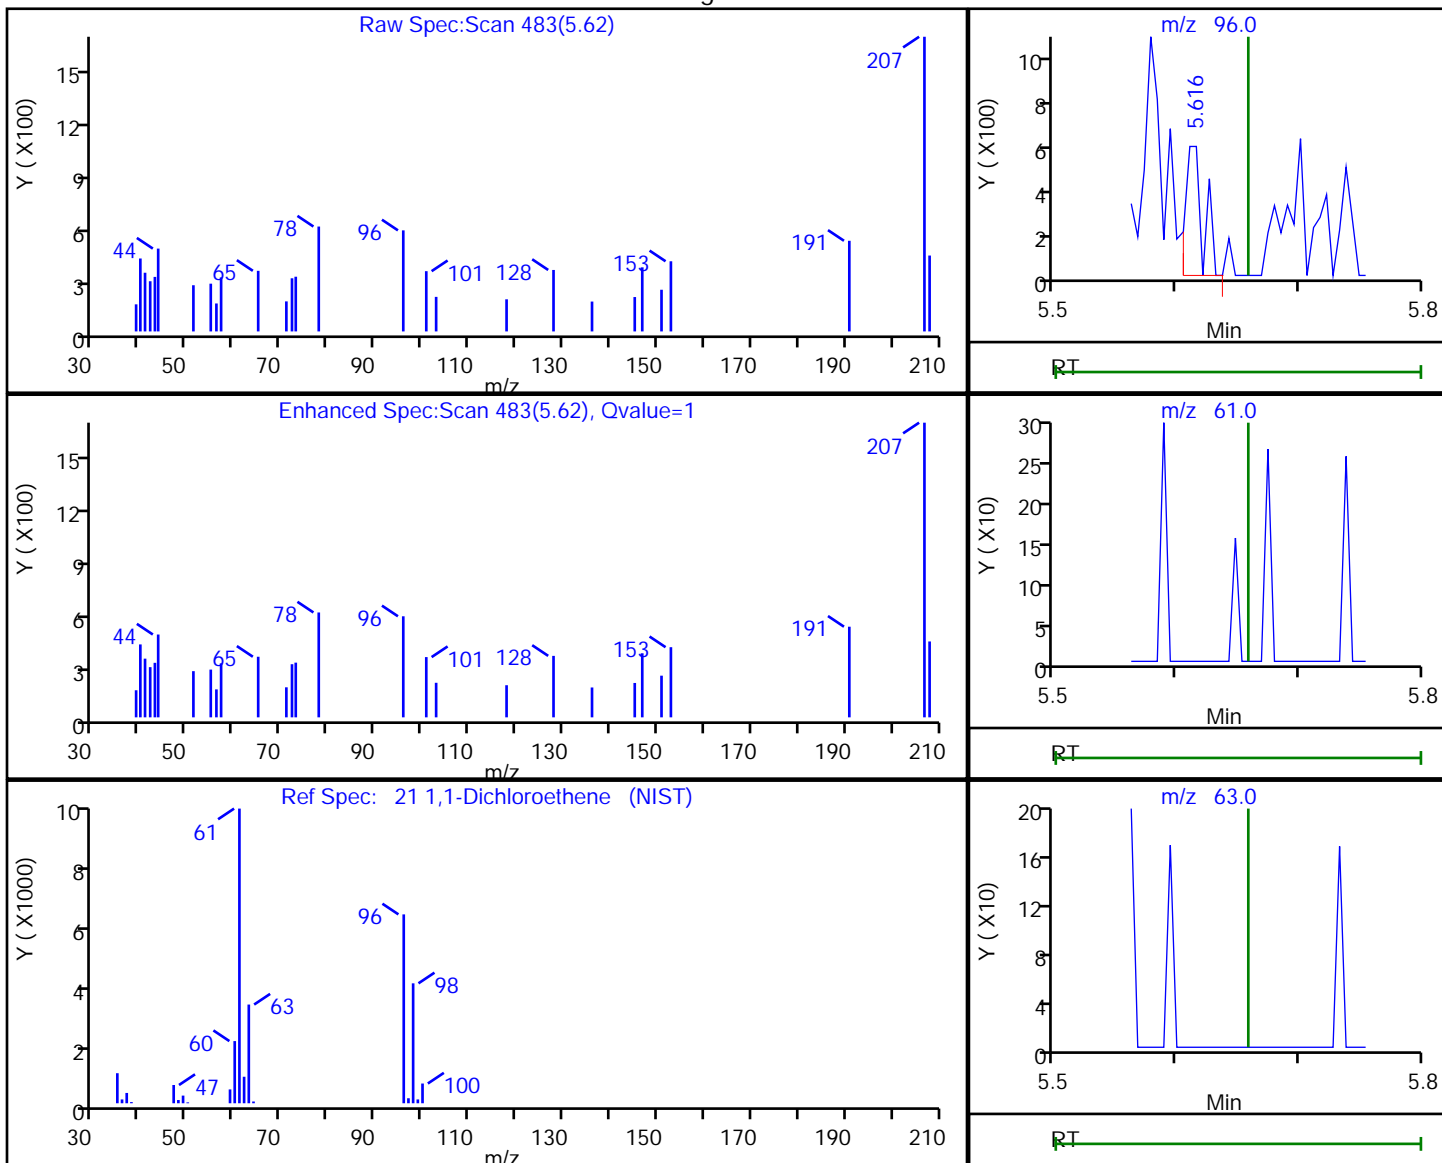 Raw Spec:Scan 483(5.62)
Y ( X100)
15
12
9
6
3
0
44
65
78
96
101
128
153
191
207
30 50 70 90 110 130 150 170 190 210
m/z
m/z 96.0
Y ( X100)
10
8
6
4
2
0
5.616
5.5 5.8
Min
RT
Enhanced Spec:Scan 483(5.62), Qvalue=1
Y ( X100)
15
12
9
6
3
0
44
65
78
96
101
128
153
191
207
30 50 70 90 110 130 150 170 190 210
m/z
m/z 61.0
Y ( X10)
30
25
20
15
10
5
0
5.5 5.8
Min
RT
Ref Spec: 21 1,1-Dichloroethene (NIST)
Y ( X1000)
10
8
6
4
2
0
47
60
61
63
96
98
100
30 50 70 90 110 130 150 170 190 210
m/z
m/z 63.0
Y ( X10)
20
16
12
8
4
0
5.5 5.8
Min
RT